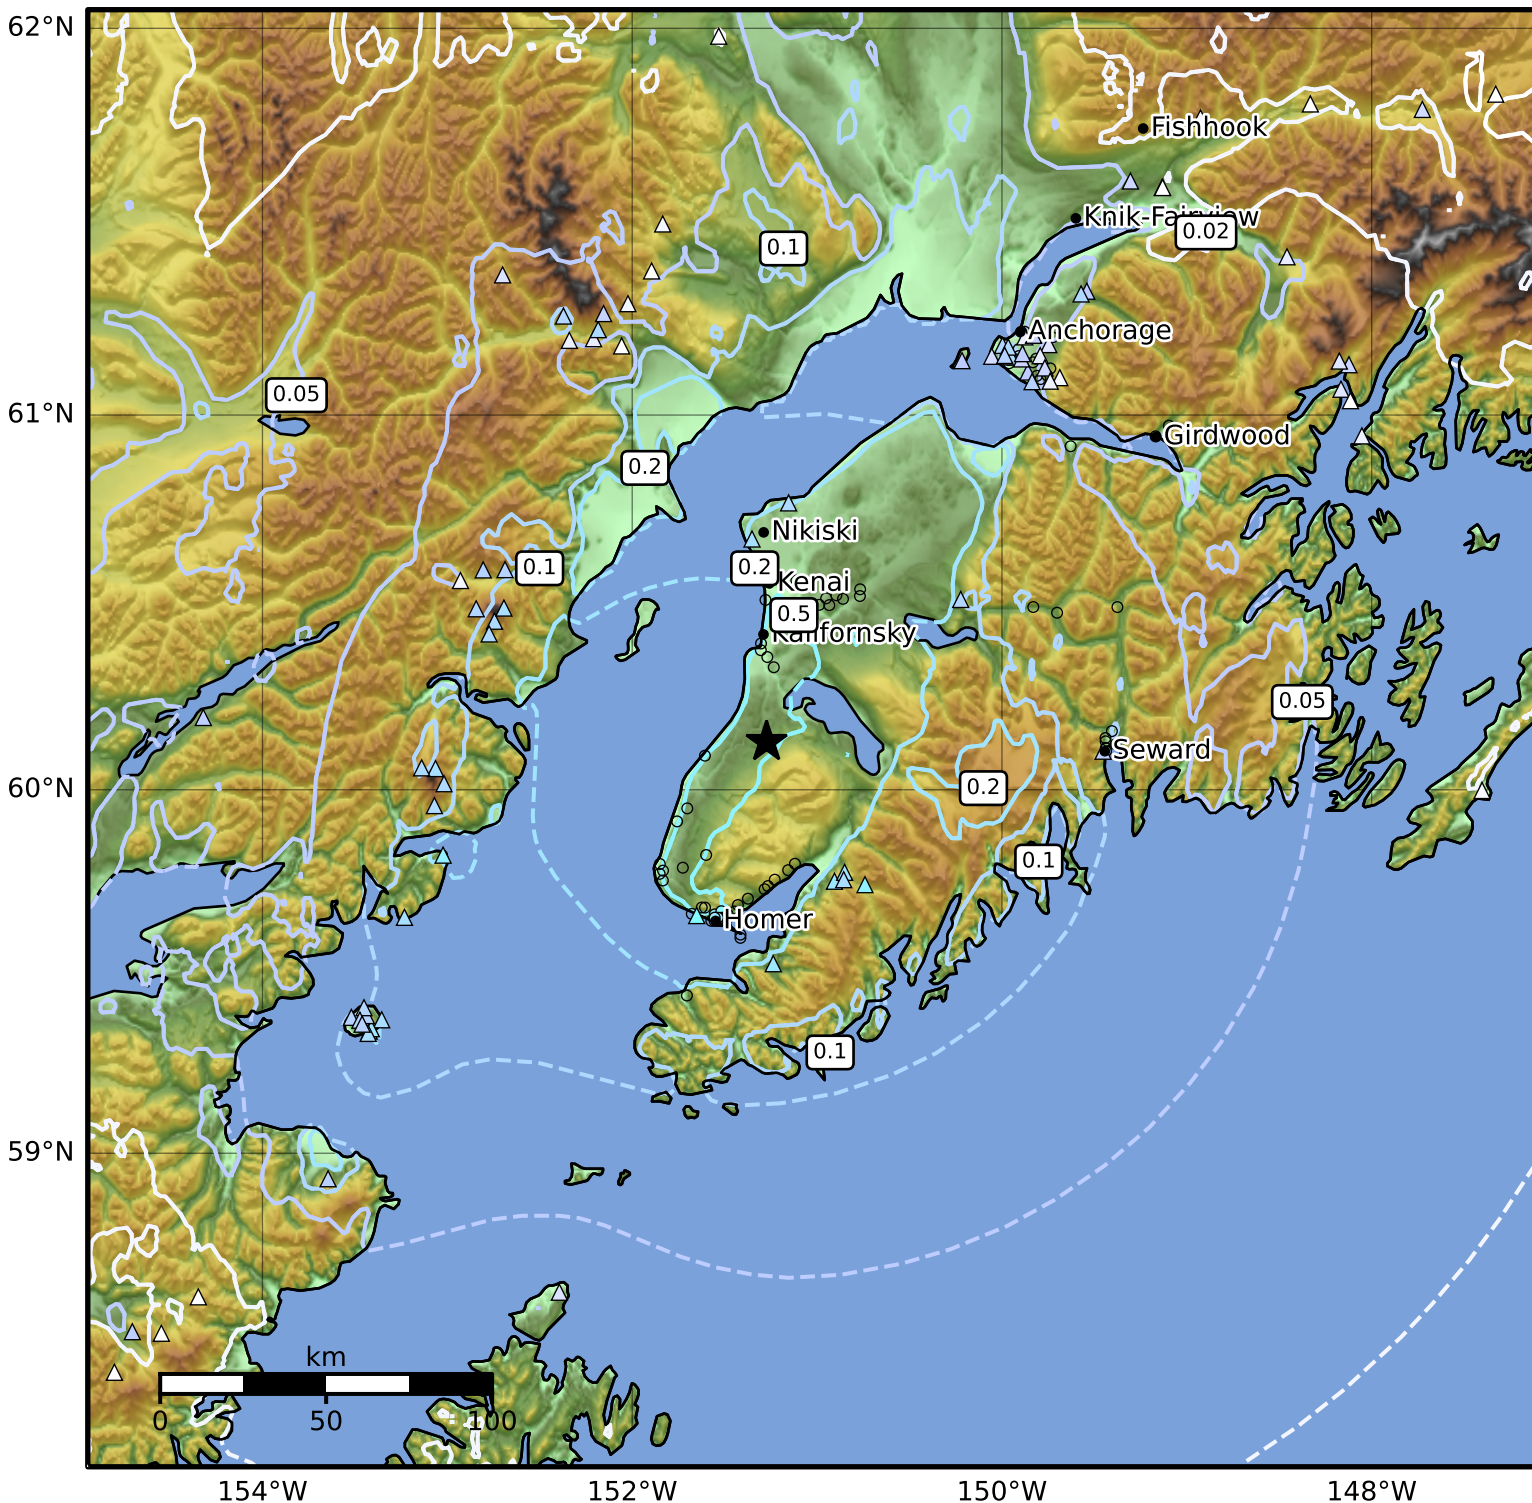 62°N
Fishhook
Knik-Fairview
0.02
0.1
Anchorage
0.05
61°N
Girdwood
0.2
Nikiski
0.1
0.2
Kenai
0.5
Kalifornsky
0.05
Seward
60°N
0.2
0.1
Homer
0.1
59°N
km
0 50 100
154°W 152°W 150°W 148°W